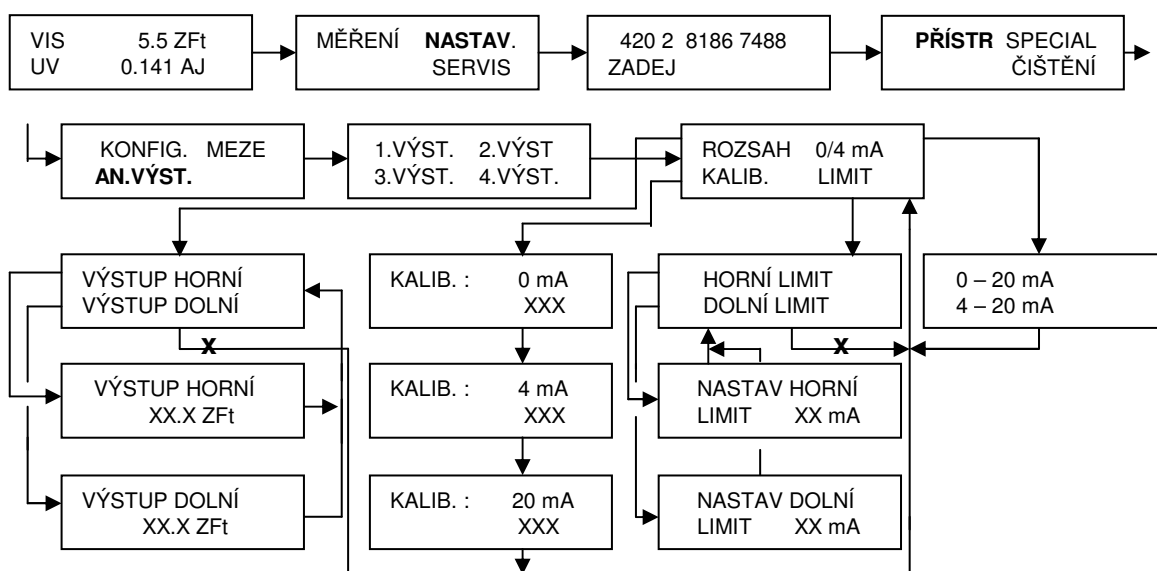 VIS 5.5 ZFt
UV 0.141 AJ
MĚŘENÍ NASTAV.
SERVIS
420 2 8186 7488
ZADEJ
PŘÍSTR SPECIAL
ČIŠTĚNÍ
KONFIG. MEZE
AN.VÝST.
1.VÝST. 2.VÝST
3.VÝST. 4.VÝST.
ROZSAH 0/4 mA
KALIB. LIMIT
VÝSTUP HORNÍ
VÝSTUP DOLNÍ
KALIB. : 0 mA
XXX
HORNÍ LIMIT
DOLNÍ LIMIT
0 – 20 mA
4 – 20 mA
X
X
VÝSTUP HORNÍ
XX.X ZFt
KALIB. : 4 mA
XXX
NASTAV HORNÍ
LIMIT XX mA
VÝSTUP DOLNÍ
XX.X ZFt
KALIB. : 20 mA
XXX
NASTAV DOLNÍ
LIMIT XX mA